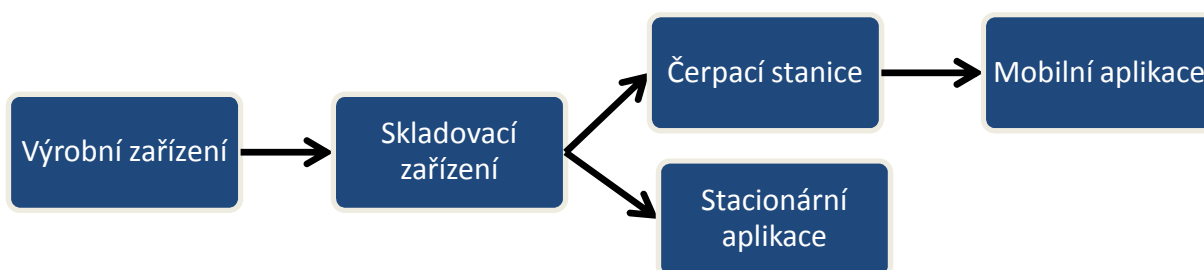 Výrobní zařízení
Skladovací
zařízení
Čerpací stanice
Mobilní aplikace
Stacionární
aplikace